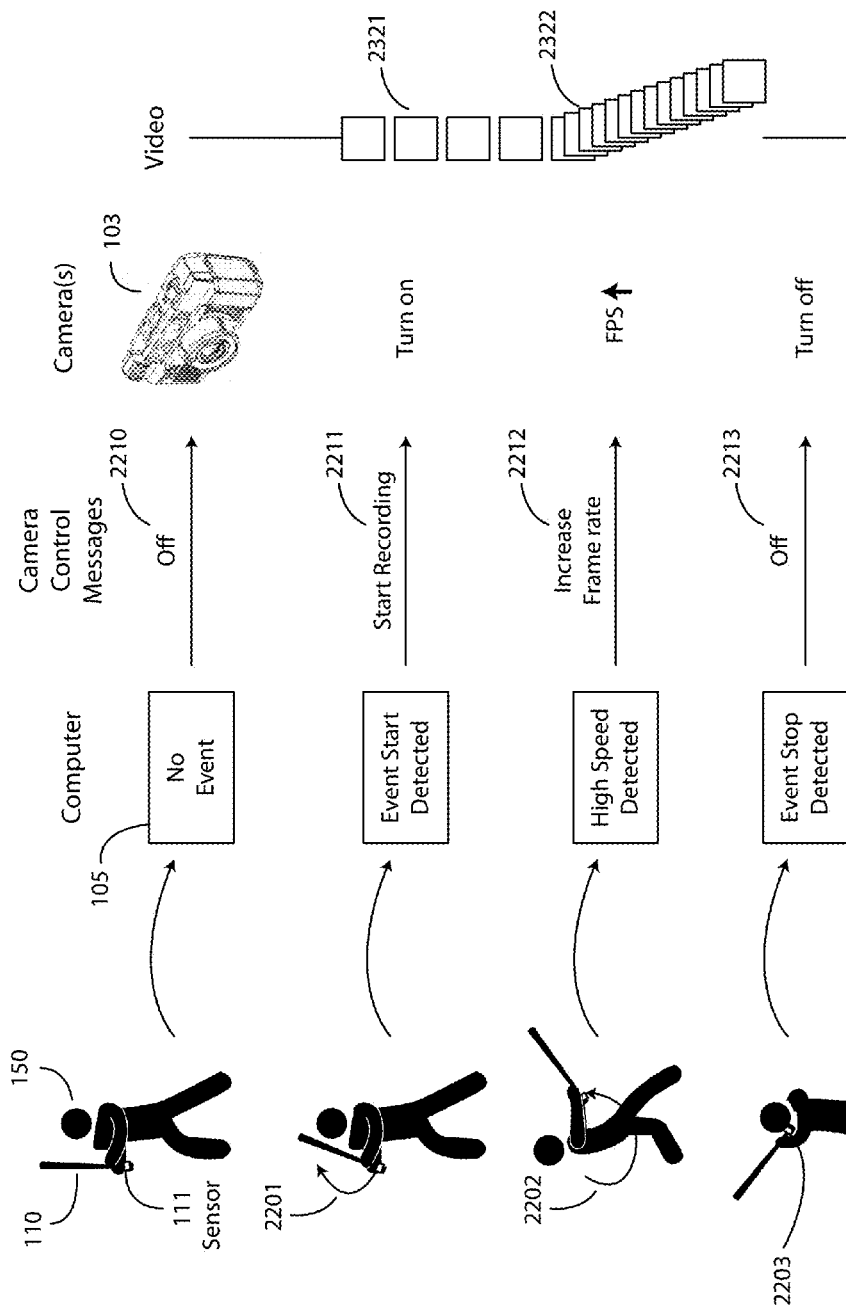 Computer
Camera
Control
Messages
Camera(s)
Video
150
110
111
Sensor
105
No
Event
2210
Off
103
2201
Event Start
Detected
2211
Start Recording
Turn on
2321
2202
High Speed
Detected
2212
Increase
Frame rate
FPS
2322
2203
Event Stop
Detected
2213
Off
Turn off